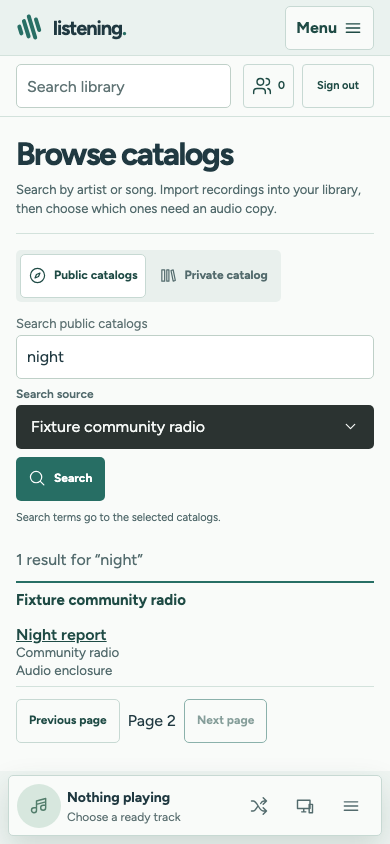 listening.
Menu
Search library
0
Sign out
Browse catalogs
Search by artist or song. Import recordings into your library,
then choose which ones need an audio copy.
Public catalogs
Private catalog
Search public catalogs
night
Search source
Fixture community radio
Search
Search terms go to the selected catalogs.
1 result for “night”
Fixture community radio
Night report
Community radio
Audio enclosure
Previous page
Page 2
Next page
Nothing playing
Choose a ready track